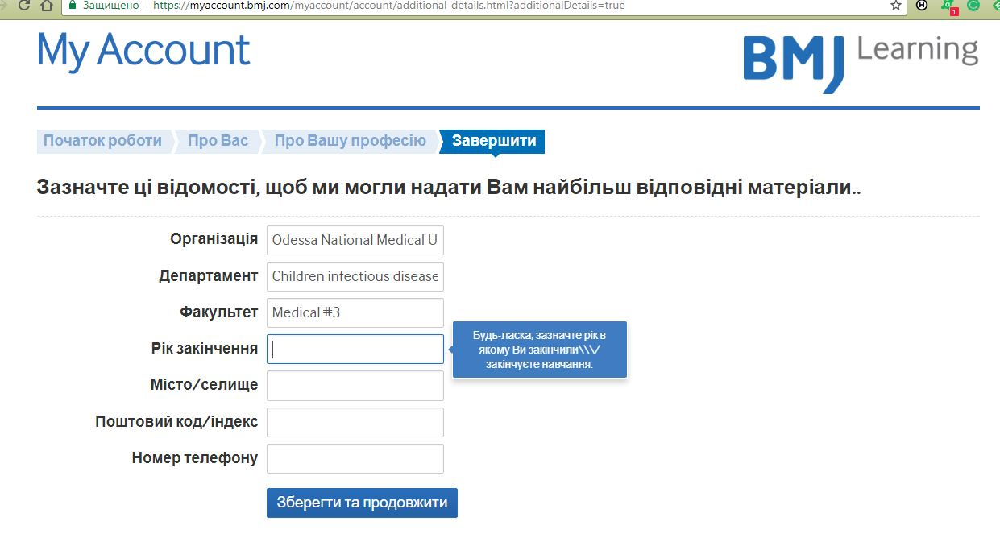 Защищено https://myaccount.bmj.com/myaccount/account/additional-details.html?additionalDetails=true
1
My Account
BMJ Learning
Початок роботи Про Вас Про Вашу професію Завершити
Зазначте ці відомості, щоб ми могли надати Вам найбільш відповідні матеріали..
Організація Odessa National Medical U
Департамент Children infectious disease
Факультет Medical #3
Рік закінчення
Будь-ласка, зазначте рік в
якому Ви закінчили\\\/
закінчуєте навчання.
Місто/селище
Поштовий код/індекс
Номер телефону
Зберегти та продовжити